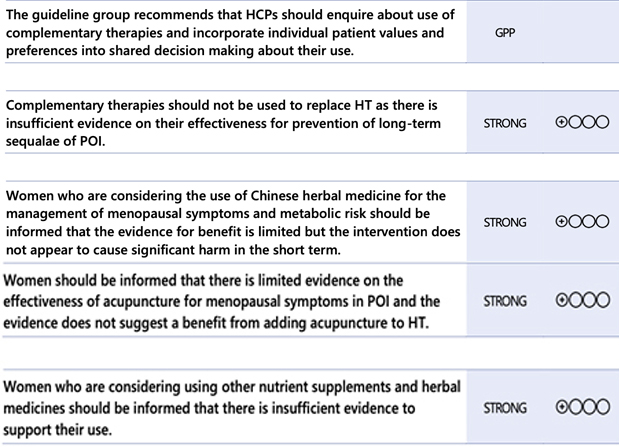 The guideline group recommends that HCPs should enquire about use of
complementary therapies and incorporate individual patient values and
preferences into shared decision making about their use.
GPP
Complementary therapies should not be used to replace HT as there is
insufficient evidence on their effectiveness for prevention of long-term
sequalae of POI.
STRONG ⊕◯◯◯
Women who are considering the use of Chinese herbal medicine for the
management of menopausal symptoms and metabolic risk should be
informed that the evidence for benefit is limited but the intervention does
not appear to cause significant harm in the short term.
STRONG ⊕◯◯◯
Women should be informed that there is limited evidence on the
effectiveness of acupuncture for menopausal symptoms in POI and the
evidence does not suggest a benefit from adding acupuncture to HT.
STRONG ⊕◯◯◯
Women who are considering using other nutrient supplements and herbal
medicines should be informed that there is insufficient evidence to
support their use.
STRONG ⊕◯◯◯